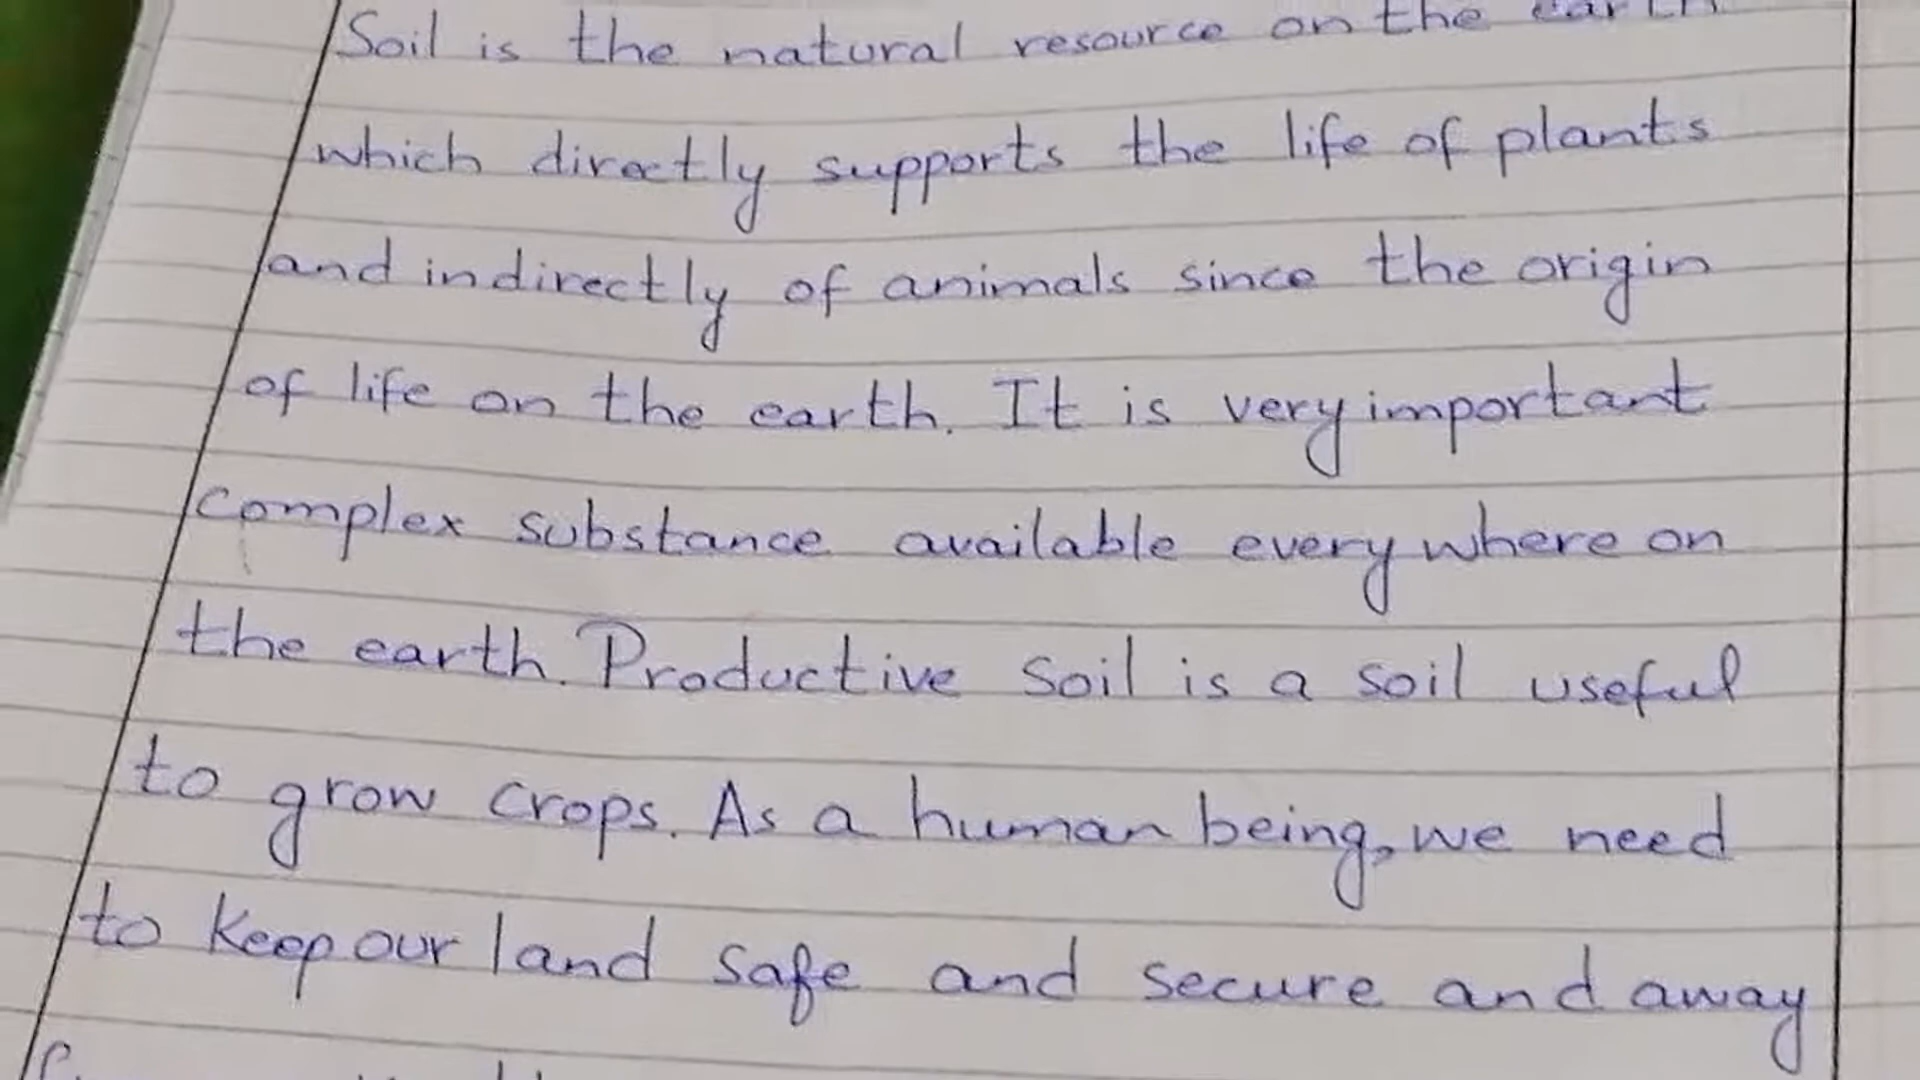 Soil is the natural resource on the earth
which directly supports the life of plants
and indirectly of animals since the origin
of life on the earth. It is very important
complex substance available every where on
the earth. Productive soil is a soil useful
to grow crops. As a human being, we need
to keep our land safe and secure and away